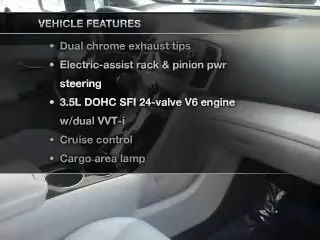 VEHICLE FEATURES
• Dual chrome exhaust tips
• Electric-assist rack & pinion pwr
steering
• 3.5L DOHC SFI 24-valve V6 engine
w/dual VVT-i
• Cruise control
• Cargo area lamp